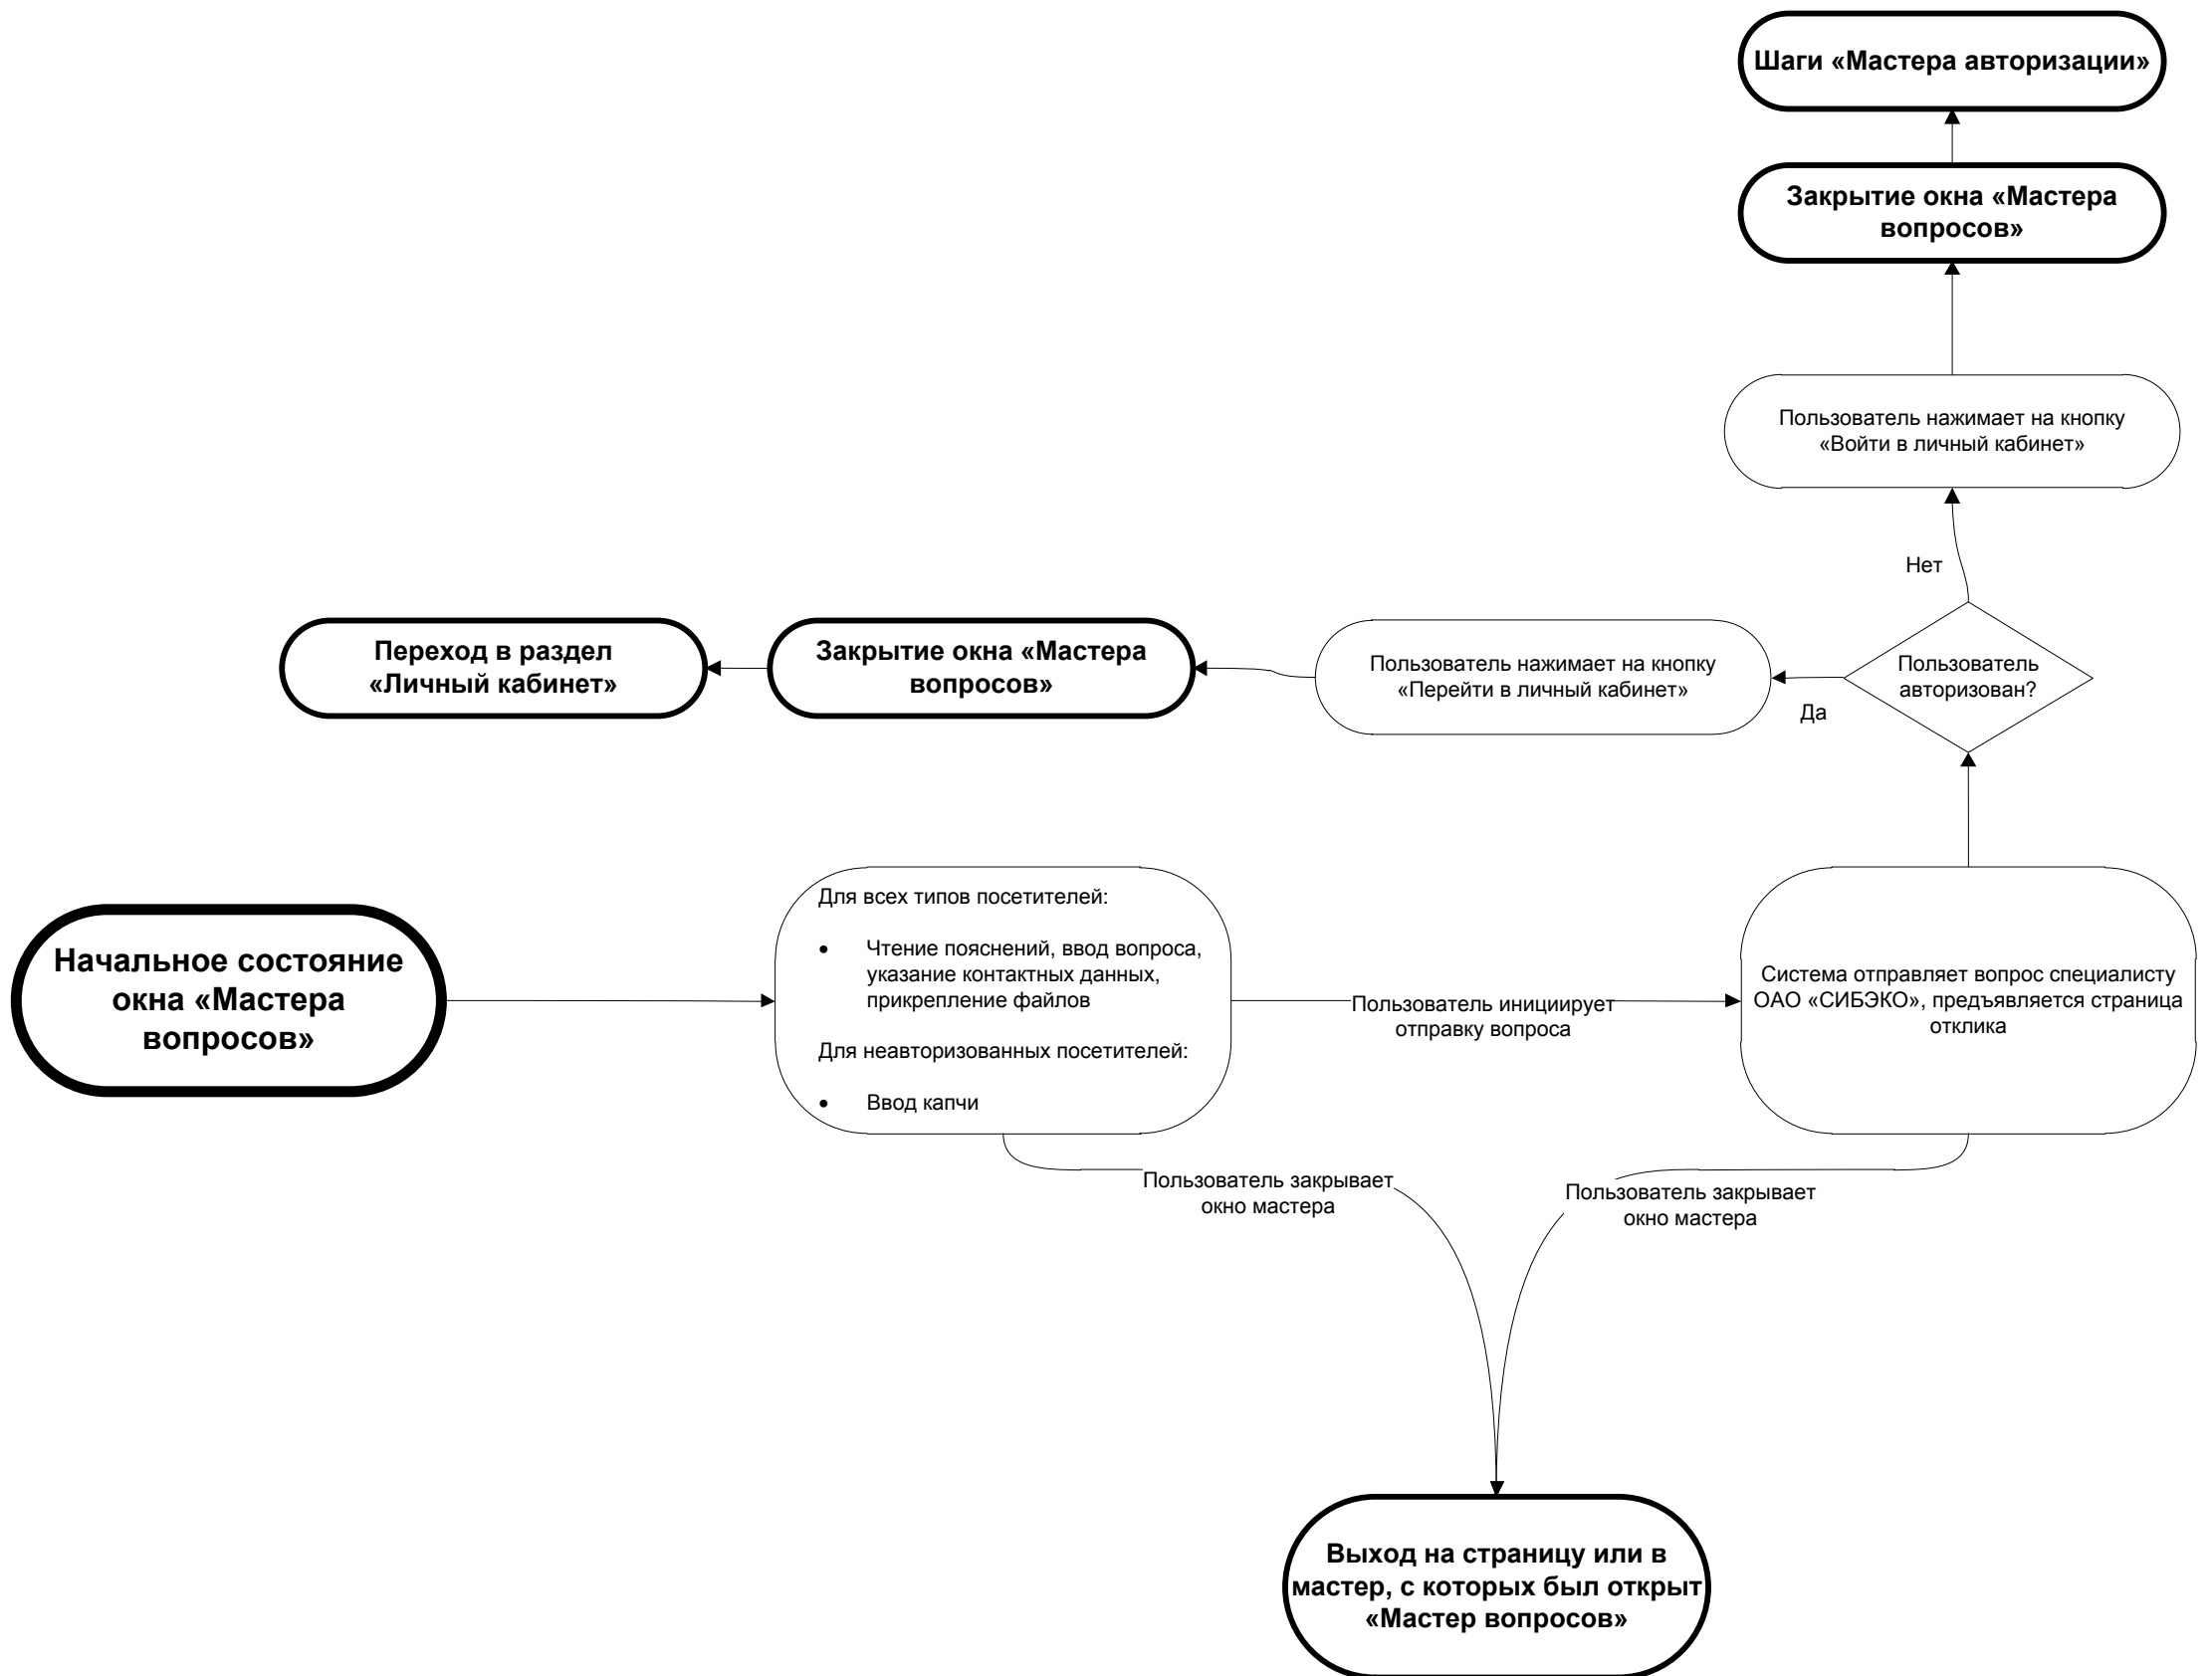 Шаги «Мастера авторизации»
Закрытие окна «Мастера
вопросов»
Пользователь нажимает на кнопку
«Войти в личный кабинет»
Нет
Переход в раздел
«Личный кабинет»
Закрытие окна «Мастера
вопросов»
Пользователь нажимает на кнопку
«Перейти в личный кабинет»
Да
Пользователь
авторизован?
Начальное состояние
окна «Мастера
вопросов»
Для всех типов посетителей:
• Чтение пояснений, ввод вопроса,
указание контактных данных,
прикрепление файлов
Для неавторизованных посетителей:
• Ввод капчи
Пользователь инициирует
отправку вопроса
Система отправляет вопрос специалисту
ОАО «СИБЭКО», предъявляется страница
отклика
Пользователь закрывает
окно мастера
Пользователь закрывает
окно мастера
Выход на страницу или в
мастер, с которых был открыт
«Мастер вопросов»